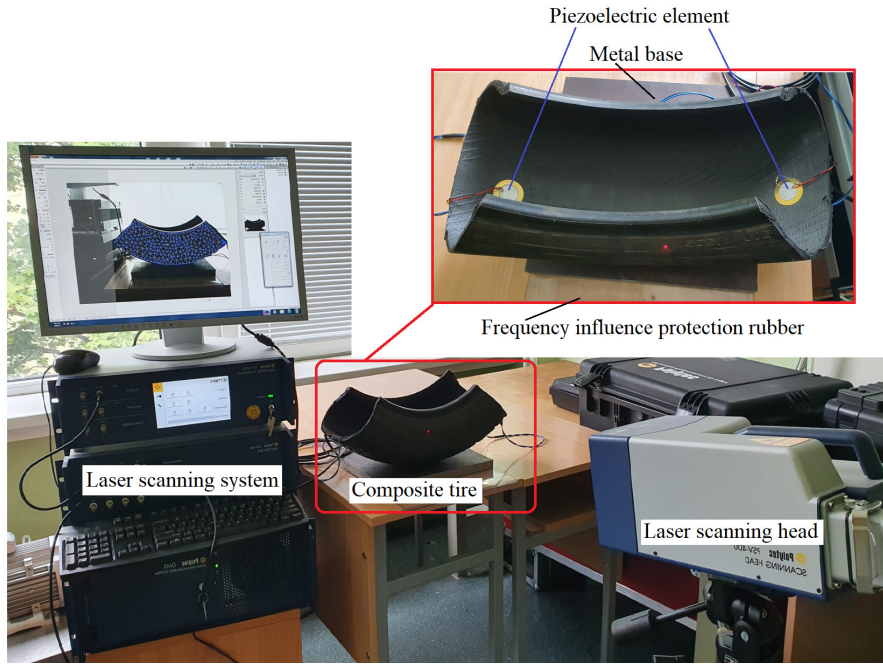 Piezoelectric element
Metal base
Frequency influence protection rubber
Laser scanning system
Composite tire
Laser scanning head
Polytec
PSV-400
SCANNING HEAD
Polytec